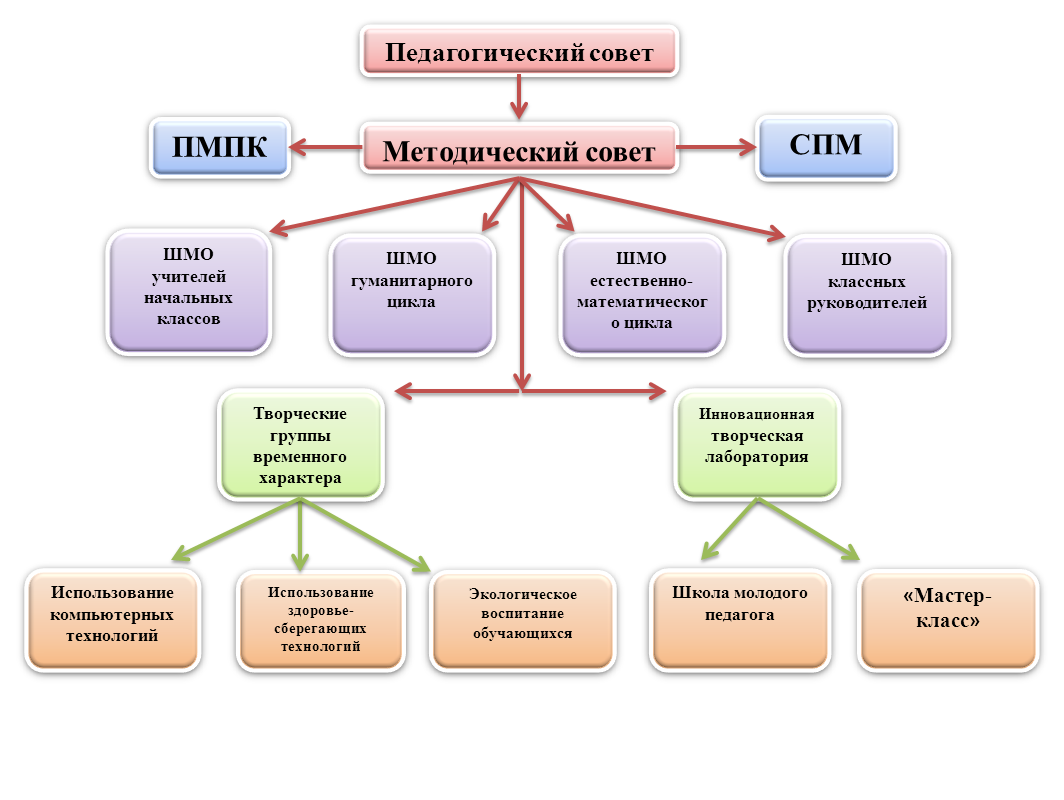 Педагогический совет
ПМПК
Методический совет
СПМ
ШМО
учителей
начальных
классов
ШМО
гуманитарного
цикла
ШМО
естественно-
математическог
о цикла
ШМО
классных
руководителей
Творческие
группы
временного
характера
Инновационная
творческая
лаборатория
Использование
компьютерных
технологий
Использование
здоровье-
сберегающих
технологий
Экологическое
воспитание
обучающихся
Школа молодого
педагога
«Мастер-
класс»